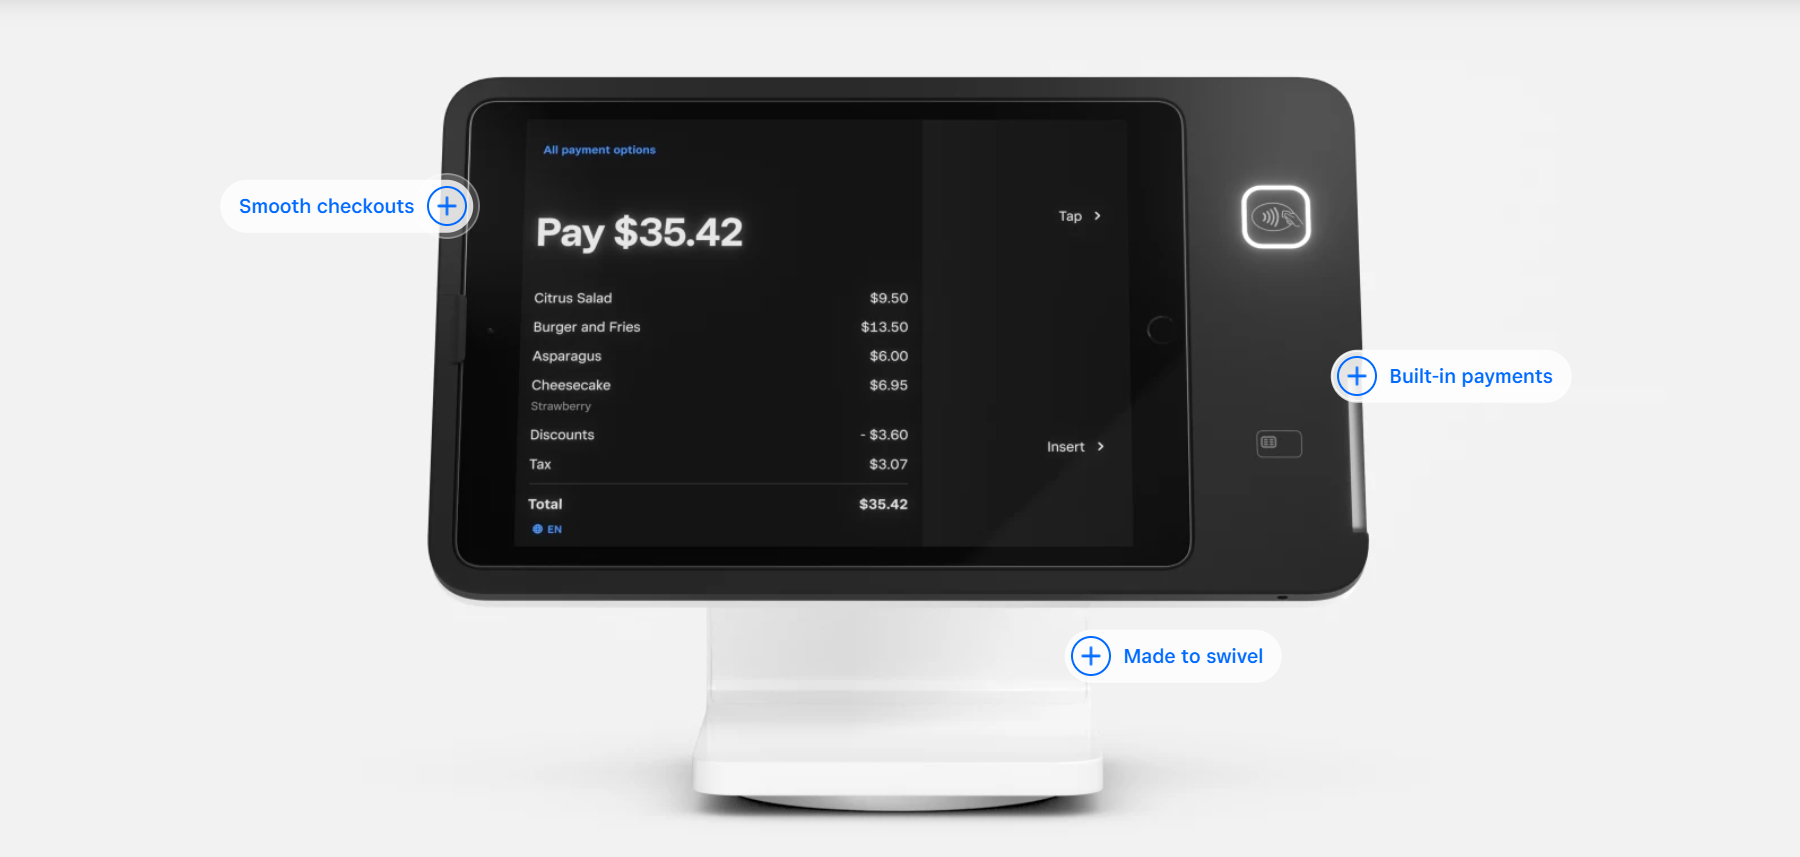 All payment options
Smooth checkouts
Pay $35.42
Tap
Citrus Salad $9.50
Burger and Fries $13.50
Asparagus $6.00
Cheesecake $6.95
Strawberry
Built-in payments
Discounts - $3.60
Insert
Tax $3.07
Total $35.42
EN
Made to swivel